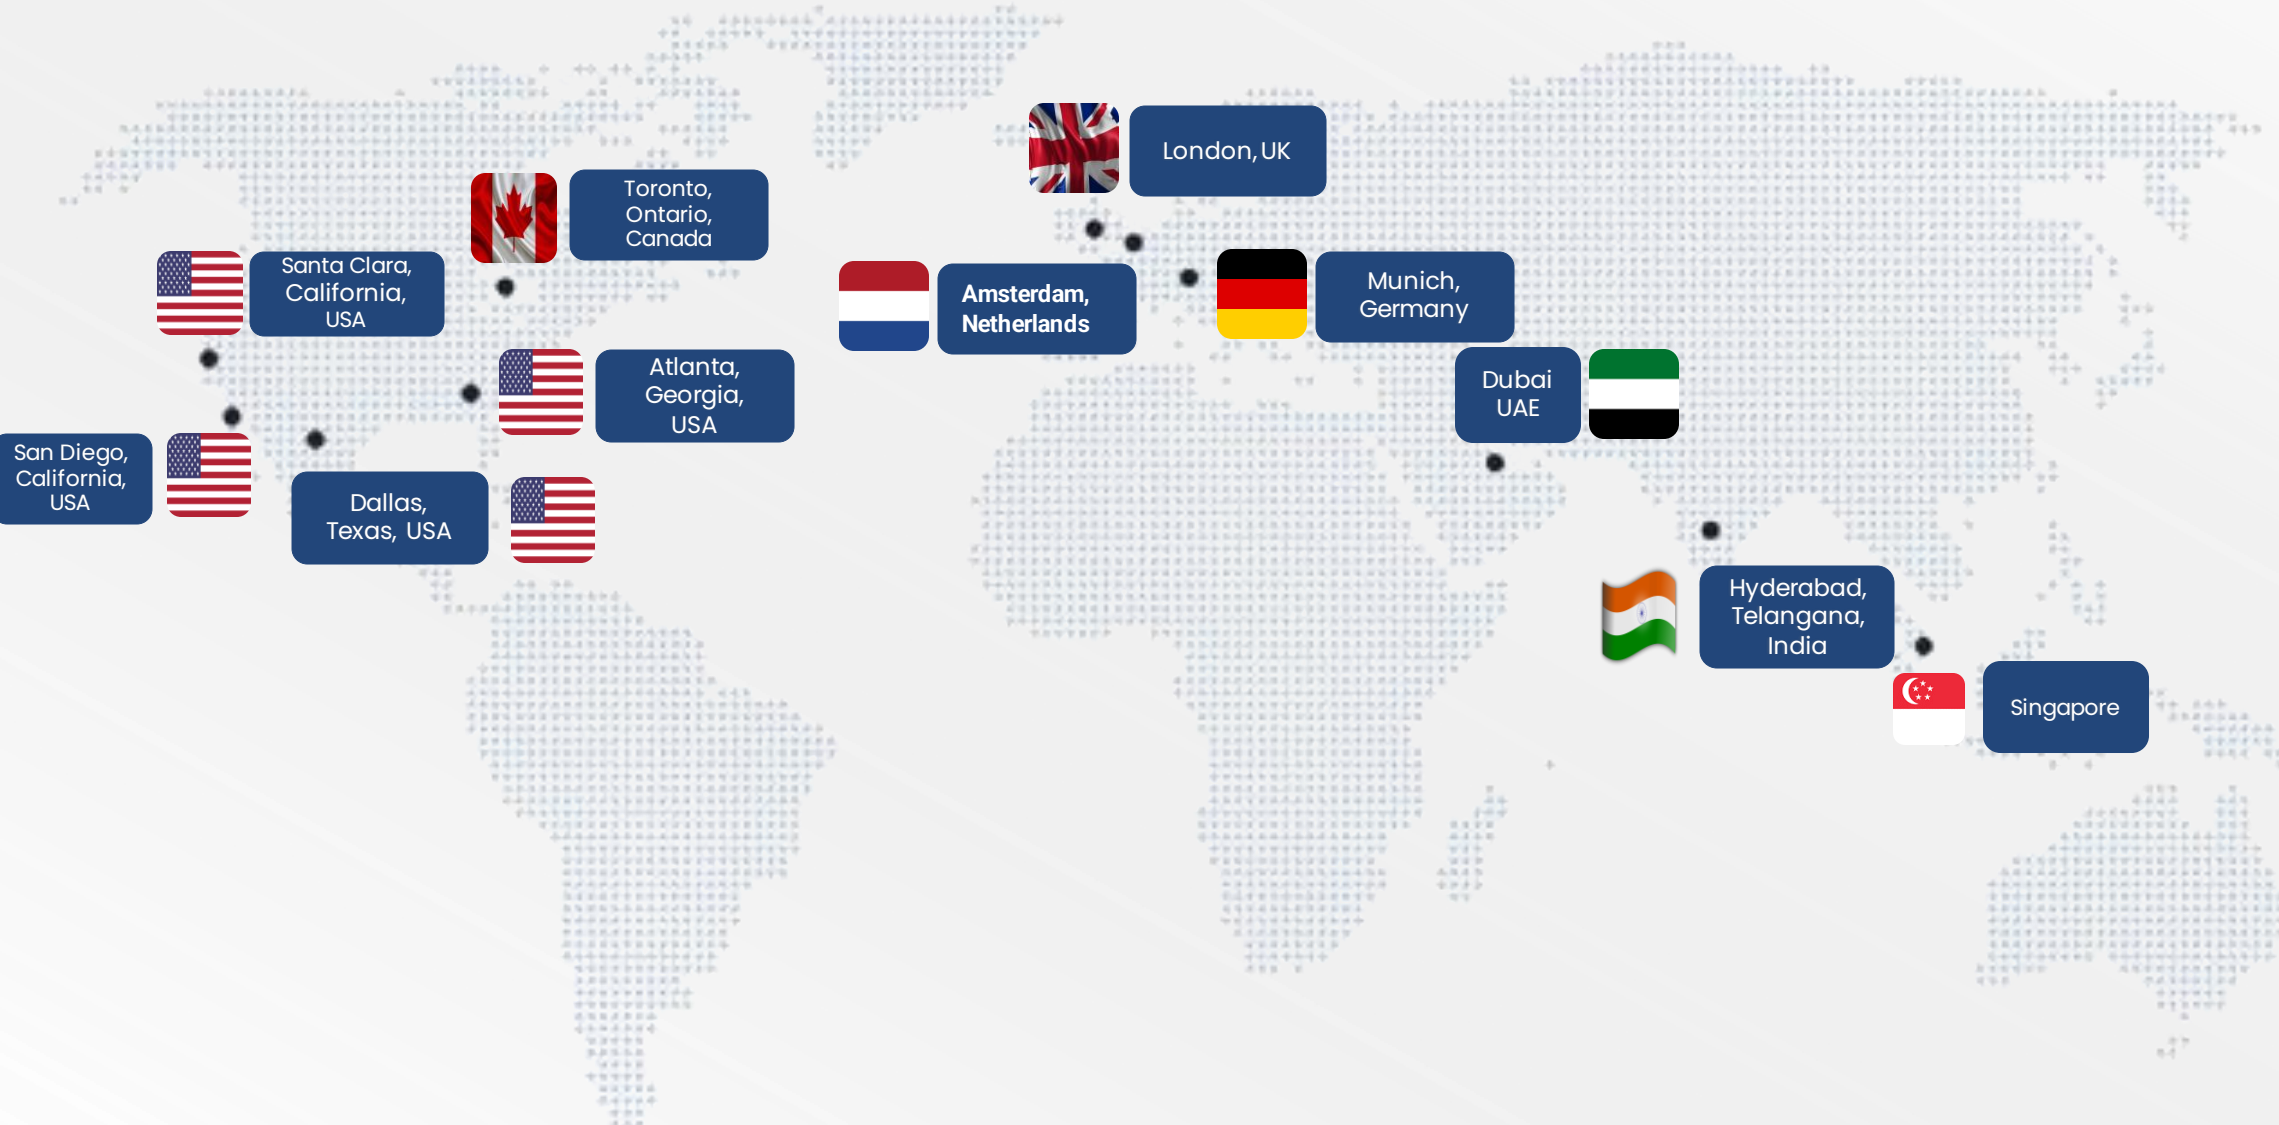 London, UK
Toronto,
Ontario,
Canada
Santa Clara,
California,
USA
Amsterdam,
Netherlands
Munich,
Germany
Atlanta,
Georgia,
USA
Dubai
UAE
San Diego,
California,
USA
Dallas,
Texas, USA
Hyderabad,
Telangana,
India
Singapore